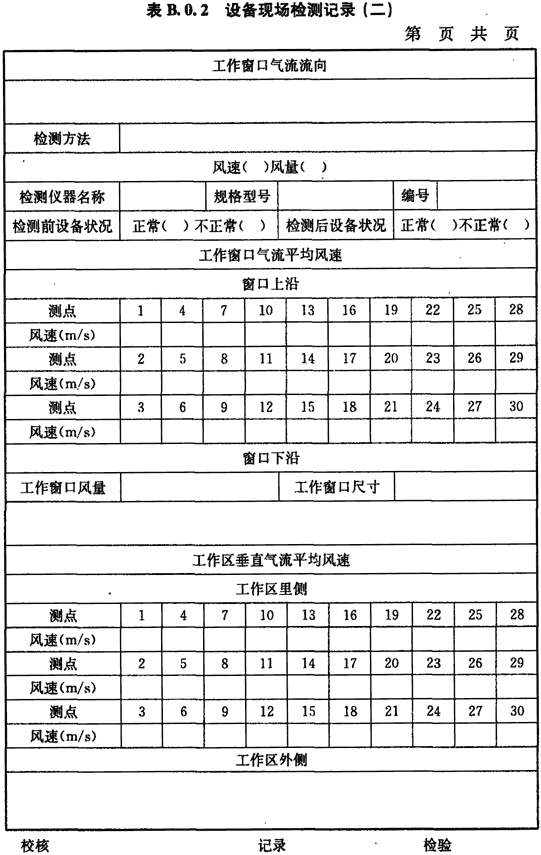 表 B.0.2 设备现场检测记录(二)
第 页 共 页
工作窗口气流流向
检测方法
风速( )风量( )
检测仪器名称 规格型号 编号
检测前设备状况 正常( )不正常( ) 检测后设备状况 正常( )不正常( )
工作窗口气流平均风速
窗口上沿
测点 1 4 7 10 13 16 19 22 25 28
风速(m/s)
测点 2 5 8 11 14 17 20 23 26 29
风速(m/s)
测点 3 6 9 12 15 18 21 24 27 30
风速(m/s)
窗口下沿
工作窗口风量 工作窗口尺寸
工作区垂直气流平均风速
工作区里侧
测点 1 4 7 10 13 16 19 22 25 28
风速(m/s)
测点 2 5 8 11 14 17 20 23 26 29
风速(m/s)
测点 3 6 9 12 15 18 21 24 27 30
风速(m/s)
工作区外侧
校核 记录 检验